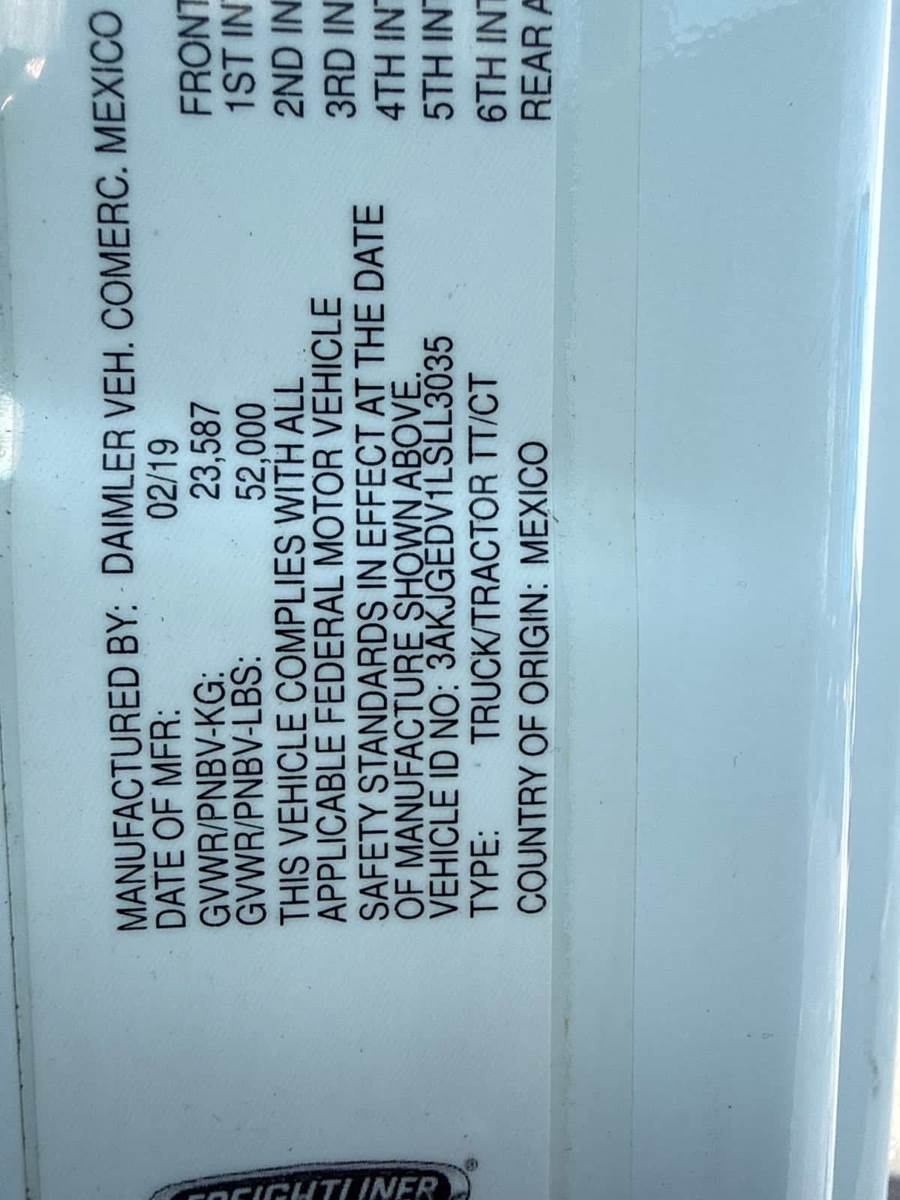 FREIGHTLINER®
MANUFACTURED BY: DAIMLER VEH. COMERC. MEXICO
DATE OF MFR: 02/19
GVWR/PNBV-KG: 23,587 FRONT
GVWR/PNBV-LBS: 52,000 1ST INT
THIS VEHICLE COMPLIES WITH ALL 2ND IN
APPLICABLE FEDERAL MOTOR VEHICLE 3RD IN
SAFETY STANDARDS IN EFFECT AT THE DATE 4TH INT
OF MANUFACTURE SHOWN ABOVE.
VEHICLE ID NO: 3AKJGEDV1LSLL3035 5TH INT
TYPE: TRUCK/TRACTOR TT/CT 6TH INT
COUNTRY OF ORIGIN: MEXICO REAR A